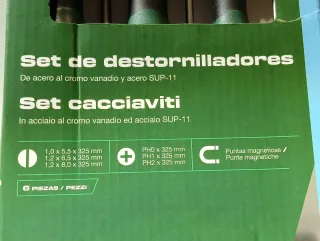 Set de destornilladores
De acero al cromo vanadio y acero SUP-11
Set cacciaviti
In acciaio al cromo vanadio ed acciaio SUP-11
1,0 x 5,5 x 325 mm
1,2 x 6,5 x 325 mm
1,2 x 8,0 x 325 mm
PH0 x 325 mm
PH1 x 325 mm
PH2 x 325 mm
Puntas magnéticas /
Punte magnetiche
6 PIEZAS / PEZZI